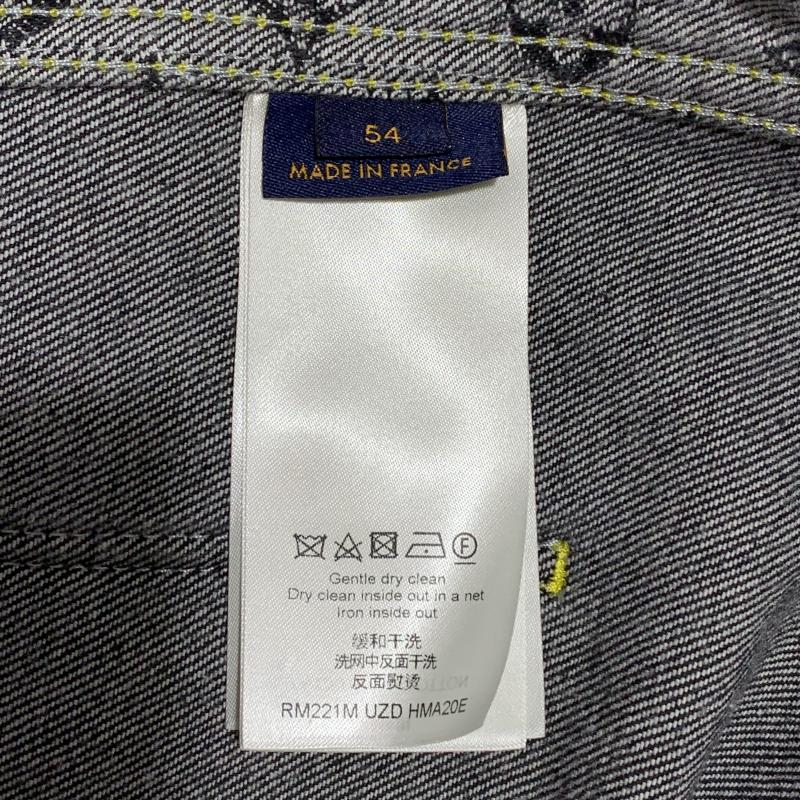 54
MADE IN FRANCE
F
Gentle dry clean
Dry clean inside out in a net
Iron inside out
缓和干洗
洗网中反面干洗
反面熨烫
RM221M UZD HMA20E